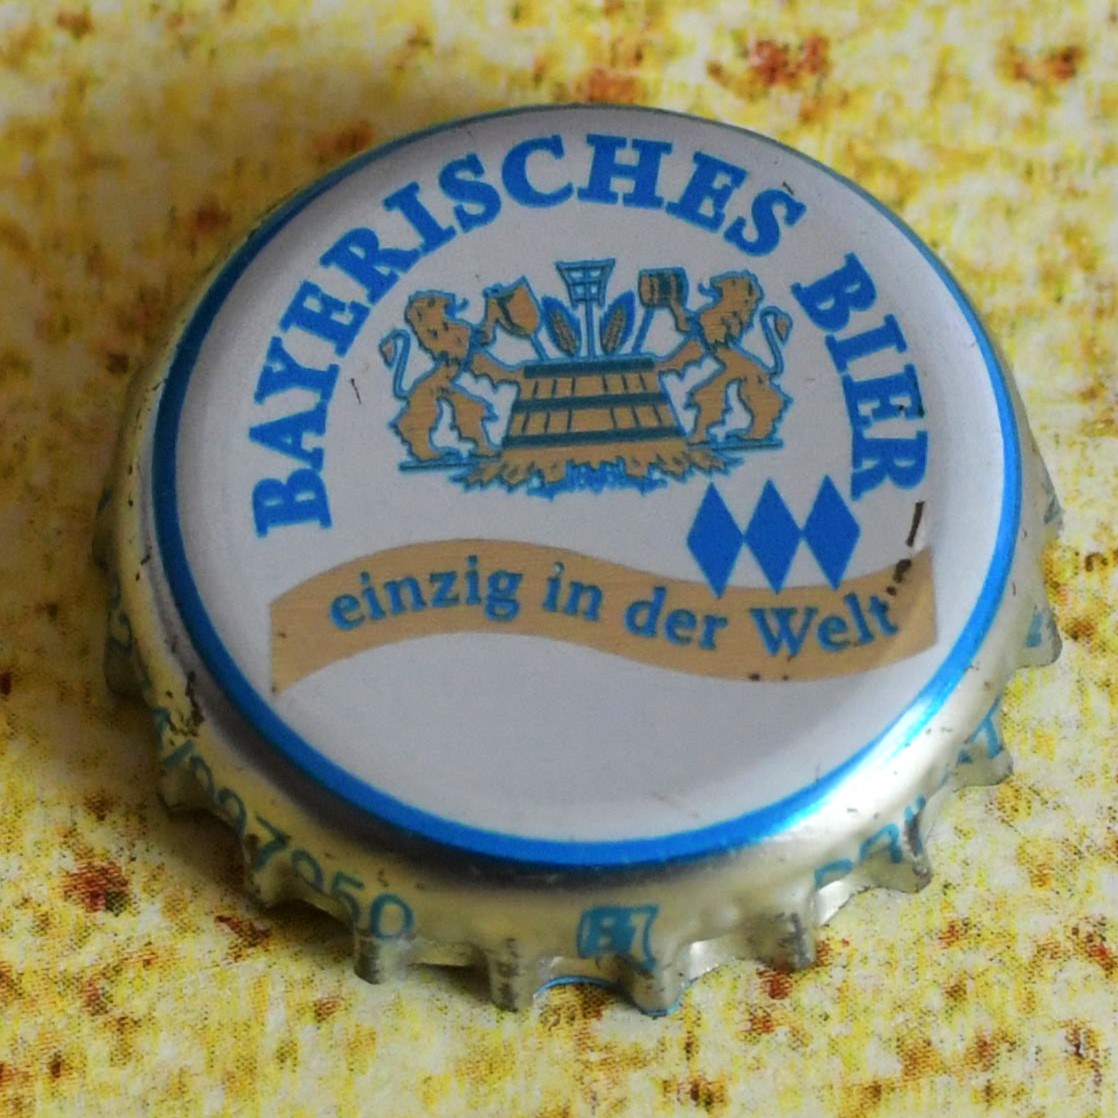 BAYERISCHES BIER
einzig in der Welt